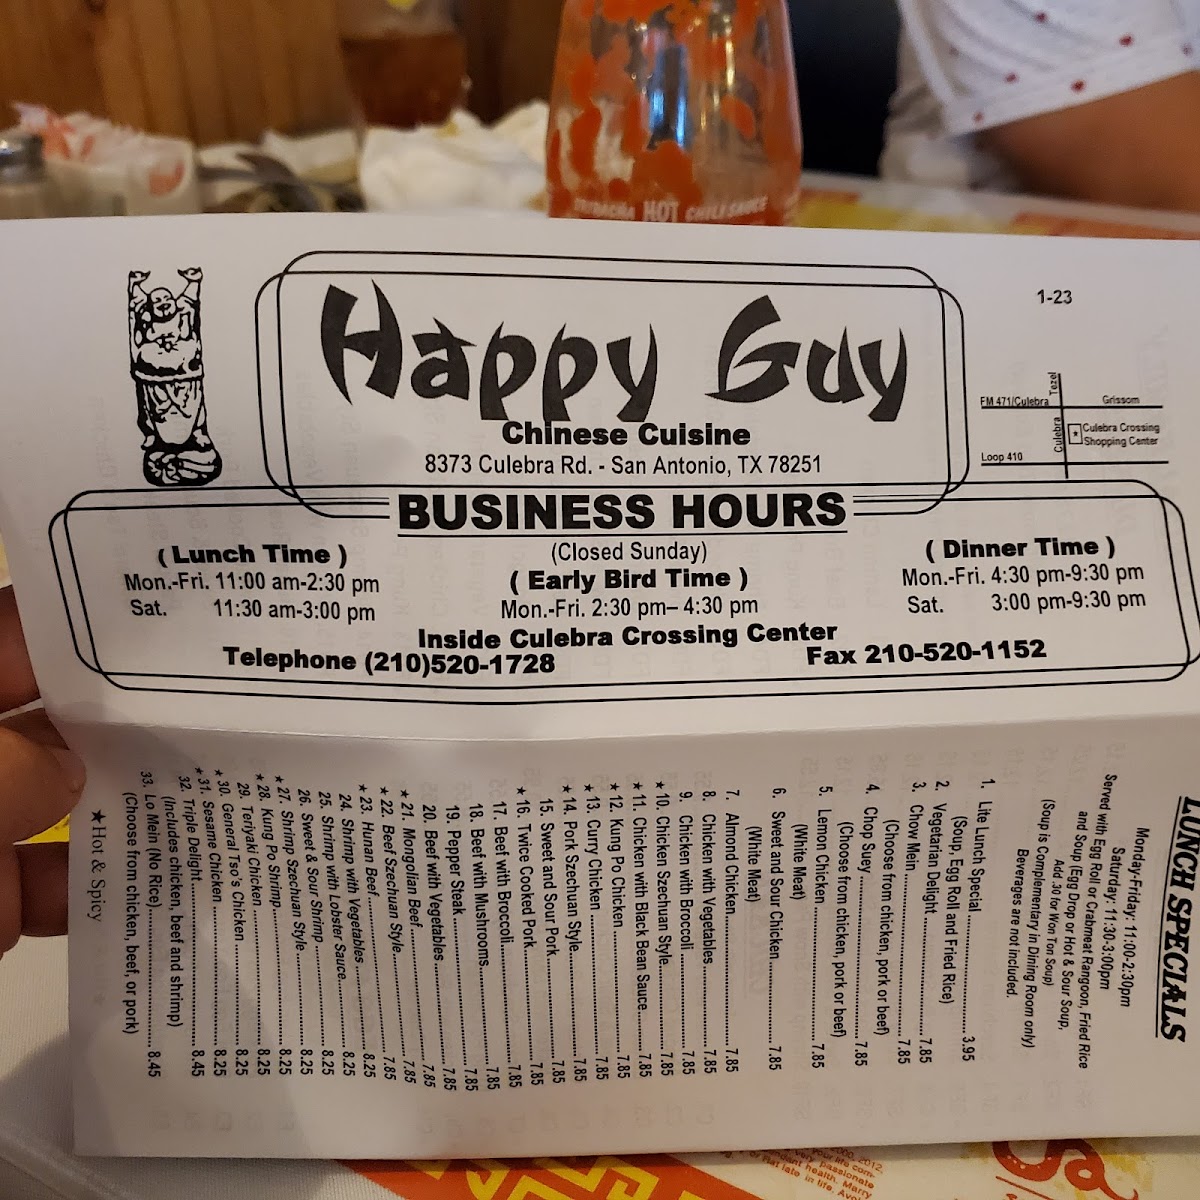 SRIRACHA HOT CHILI SAUCE
Happy Guy
Chinese Cuisine
8373 Culebra Rd. - San Antonio, TX 78251
1-23
Tezel
FM 471/Culebra
Grissom
Culebra
Culebra Crossing
Shopping Center
Loop 410
BUSINESS HOURS
(Closed Sunday)
( Lunch Time )
Mon.-Fri. 11:00 am-2:30 pm
Sat. 11:30 am-3:00 pm
( Early Bird Time )
Mon.-Fri. 2:30 pm– 4:30 pm
( Dinner Time )
Mon.-Fri. 4:30 pm-9:30 pm
Sat. 3:00 pm-9:30 pm
Inside Culebra Crossing Center
Telephone (210)520-1728
Fax 210-520-1152
LUNCH SPECIALS
Monday-Friday: 11:00-2:30pm
Saturday: 11:30-3:00pm
Served with Egg Roll or Crabmeat Rangoon, Fried Rice
and Soup (Egg Drop or Hot & Sour Soup,
Add .30 for Won Ton Soup)
(Soup is Complementary in Dining Room only)
Beverages are not included.
1. Lite Lunch Special 3.95
(Soup, Egg Roll and Fried Rice)
2. Vegetarian Delight 7.85
3. Chow Mein 7.85
(Choose from chicken, pork or beef)
4. Chop Suey 7.85
(Choose from chicken, pork or beef)
5. Lemon Chicken 7.85
(White Meat)
6. Sweet and Sour Chicken 7.85
(White Meat)
7. Almond Chicken 7.85
8. Chicken with Vegetables 7.85
9. Chicken with Broccoli 7.85
★ 10. Chicken Szechuan Style 7.85
★ 11. Chicken with Black Bean Sauce 7.85
★ 12. Kung Po Chicken 7.85
★ 13. Curry Chicken 7.85
★ 14. Pork Szechuan Style 7.85
15. Sweet and Sour Pork 7.85
★ 16. Twice Cooked Pork 7.85
17. Beef with Broccoli 7.85
18. Beef with Mushrooms 7.85
19. Pepper Steak 7.85
20. Beef with Vegetables 7.85
★ 21. Mongolian Beef 7.85
★ 22. Beef Szechuan Style 7.85
★ 23. Hunan Beef 8.25
24. Shrimp with Vegetables 8.25
25. Shrimp with Lobster Sauce 8.25
26. Sweet & Sour Shrimp 8.25
★ 27. Shrimp Szechuan Style 8.25
★ 28. Kung Po Shrimp 8.25
29. Teriyaki Chicken 8.25
★ 30. General Tso's Chicken 8.25
★ 31. Sesame Chicken 8.25
32. Triple Delight 8.45
(Includes chicken, beef and shrimp)
33. Lo Mein (No Rice) 8.45
(Choose from chicken, beef, or pork)
★Hot & Spicy